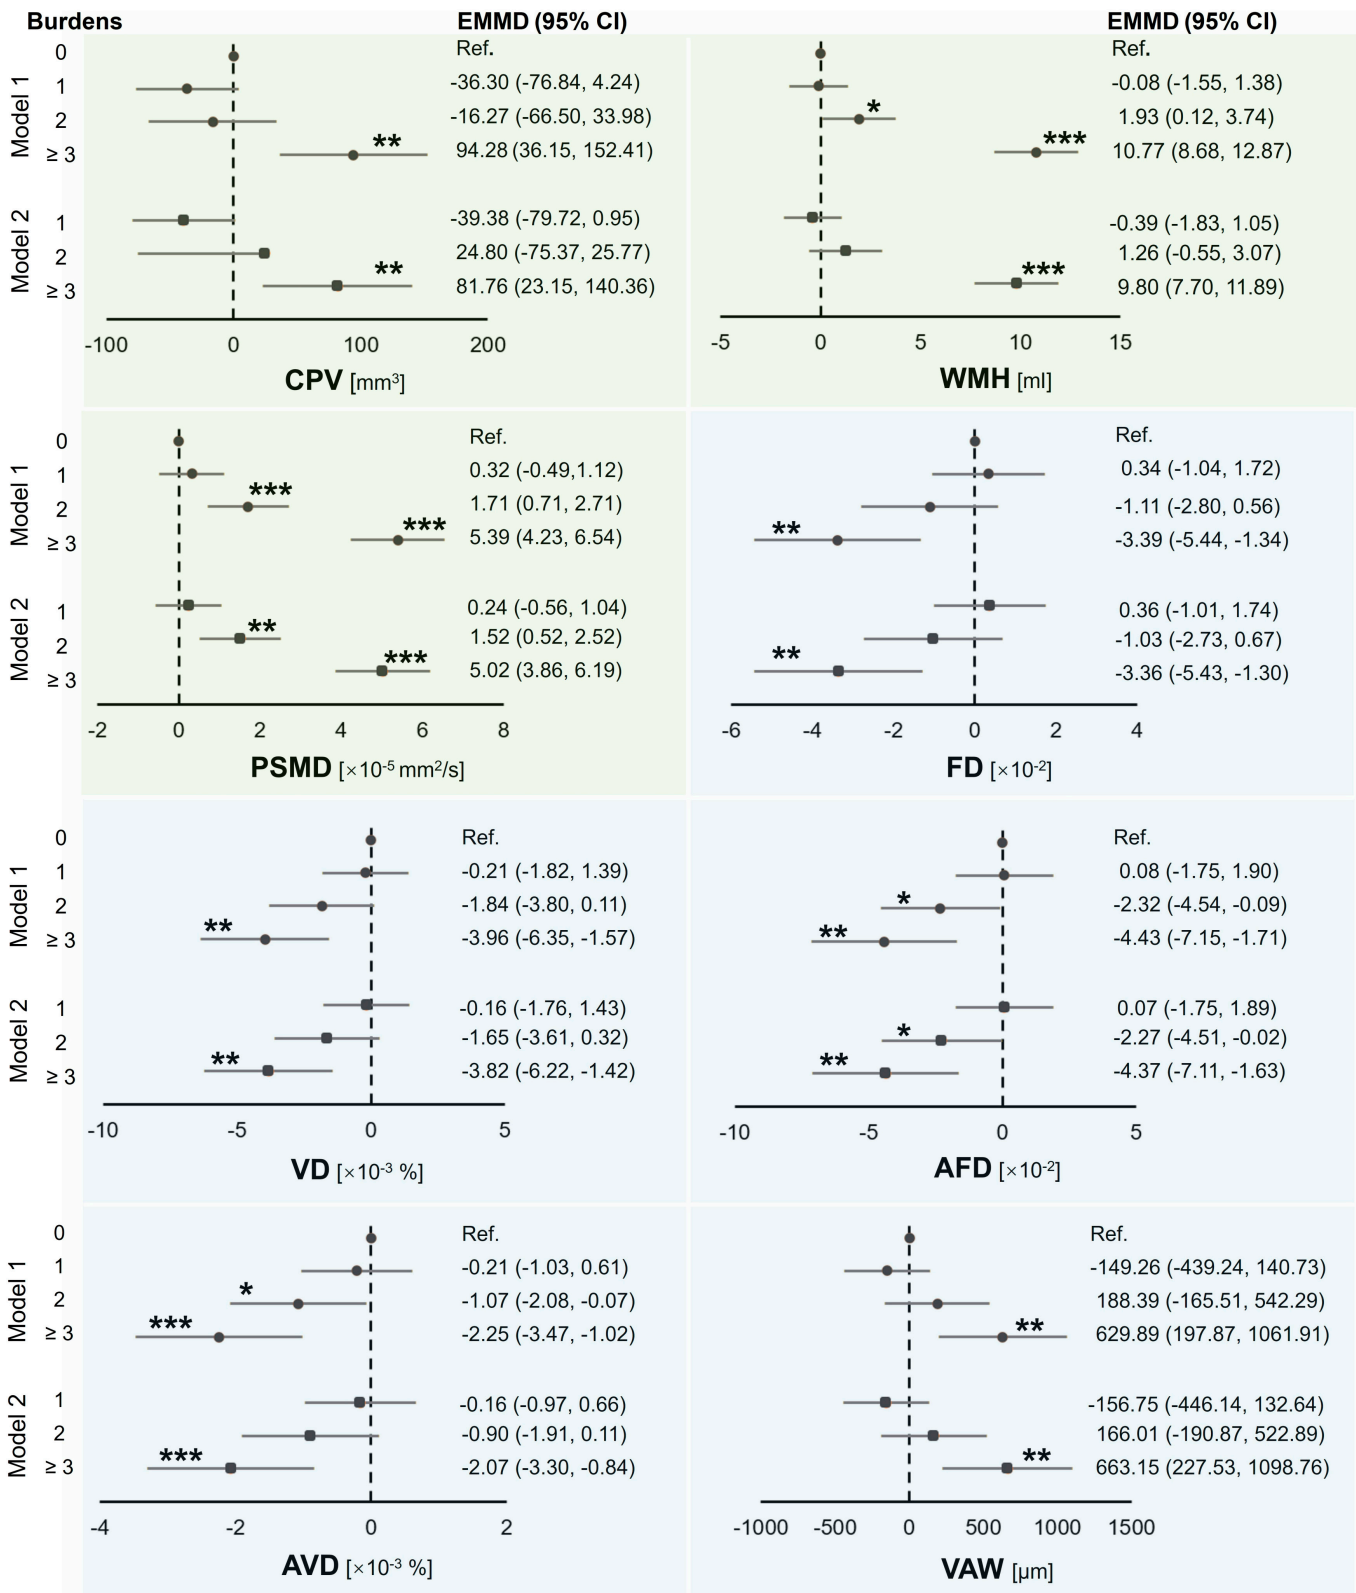 Burdens EMMD (95% CI) EMMD (95% CI)
Model 1
0 Ref.
1 -36.30 (-76.84, 4.24)
2 -16.27 (-66.50, 33.98)
≥ 3 ** 94.28 (36.15, 152.41)
Model 2
1 -39.38 (-79.72, 0.95)
2 24.80 (-75.37, 25.77)
≥ 3 ** 81.76 (23.15, 140.36)
-100 0 100 200
CPV [mm³]
Ref.
-0.08 (-1.55, 1.38)
* 1.93 (0.12, 3.74)
*** 10.77 (8.68, 12.87)
-0.39 (-1.83, 1.05)
1.26 (-0.55, 3.07)
*** 9.80 (7.70, 11.89)
-5 0 5 10 15
WMH [ml]
Model 1
0 Ref.
1 0.32 (-0.49,1.12)
2 *** 1.71 (0.71, 2.71)
≥ 3 *** 5.39 (4.23, 6.54)
Model 2
1 0.24 (-0.56, 1.04)
2 ** 1.52 (0.52, 2.52)
≥ 3 *** 5.02 (3.86, 6.19)
-2 0 2 4 6 8
PSMD [×10⁻⁵ mm²/s]
Ref.
0.34 (-1.04, 1.72)
-1.11 (-2.80, 0.56)
** -3.39 (-5.44, -1.34)
0.36 (-1.01, 1.74)
-1.03 (-2.73, 0.67)
** -3.36 (-5.43, -1.30)
-6 -4 -2 0 2 4
FD [×10⁻²]
Model 1
0 Ref.
1 -0.21 (-1.82, 1.39)
2 -1.84 (-3.80, 0.11)
≥ 3 ** -3.96 (-6.35, -1.57)
Model 2
1 -0.16 (-1.76, 1.43)
2 -1.65 (-3.61, 0.32)
≥ 3 ** -3.82 (-6.22, -1.42)
-10 -5 0 5
VD [×10⁻³ %]
Ref.
0.08 (-1.75, 1.90)
* -2.32 (-4.54, -0.09)
** -4.43 (-7.15, -1.71)
0.07 (-1.75, 1.89)
* -2.27 (-4.51, -0.02)
** -4.37 (-7.11, -1.63)
-10 -5 0 5
AFD [×10⁻²]
Model 1
0 Ref.
1 -0.21 (-1.03, 0.61)
2 * -1.07 (-2.08, -0.07)
≥ 3 *** -2.25 (-3.47, -1.02)
Model 2
1 -0.16 (-0.97, 0.66)
2 -0.90 (-1.91, 0.11)
≥ 3 *** -2.07 (-3.30, -0.84)
-4 -2 0 2
AVD [×10⁻³ %]
Ref.
-149.26 (-439.24, 140.73)
188.39 (-165.51, 542.29)
** 629.89 (197.87, 1061.91)
-156.75 (-446.14, 132.64)
166.01 (-190.87, 522.89)
** 663.15 (227.53, 1098.76)
-1000 -500 0 500 1000 1500
VAW [µm]